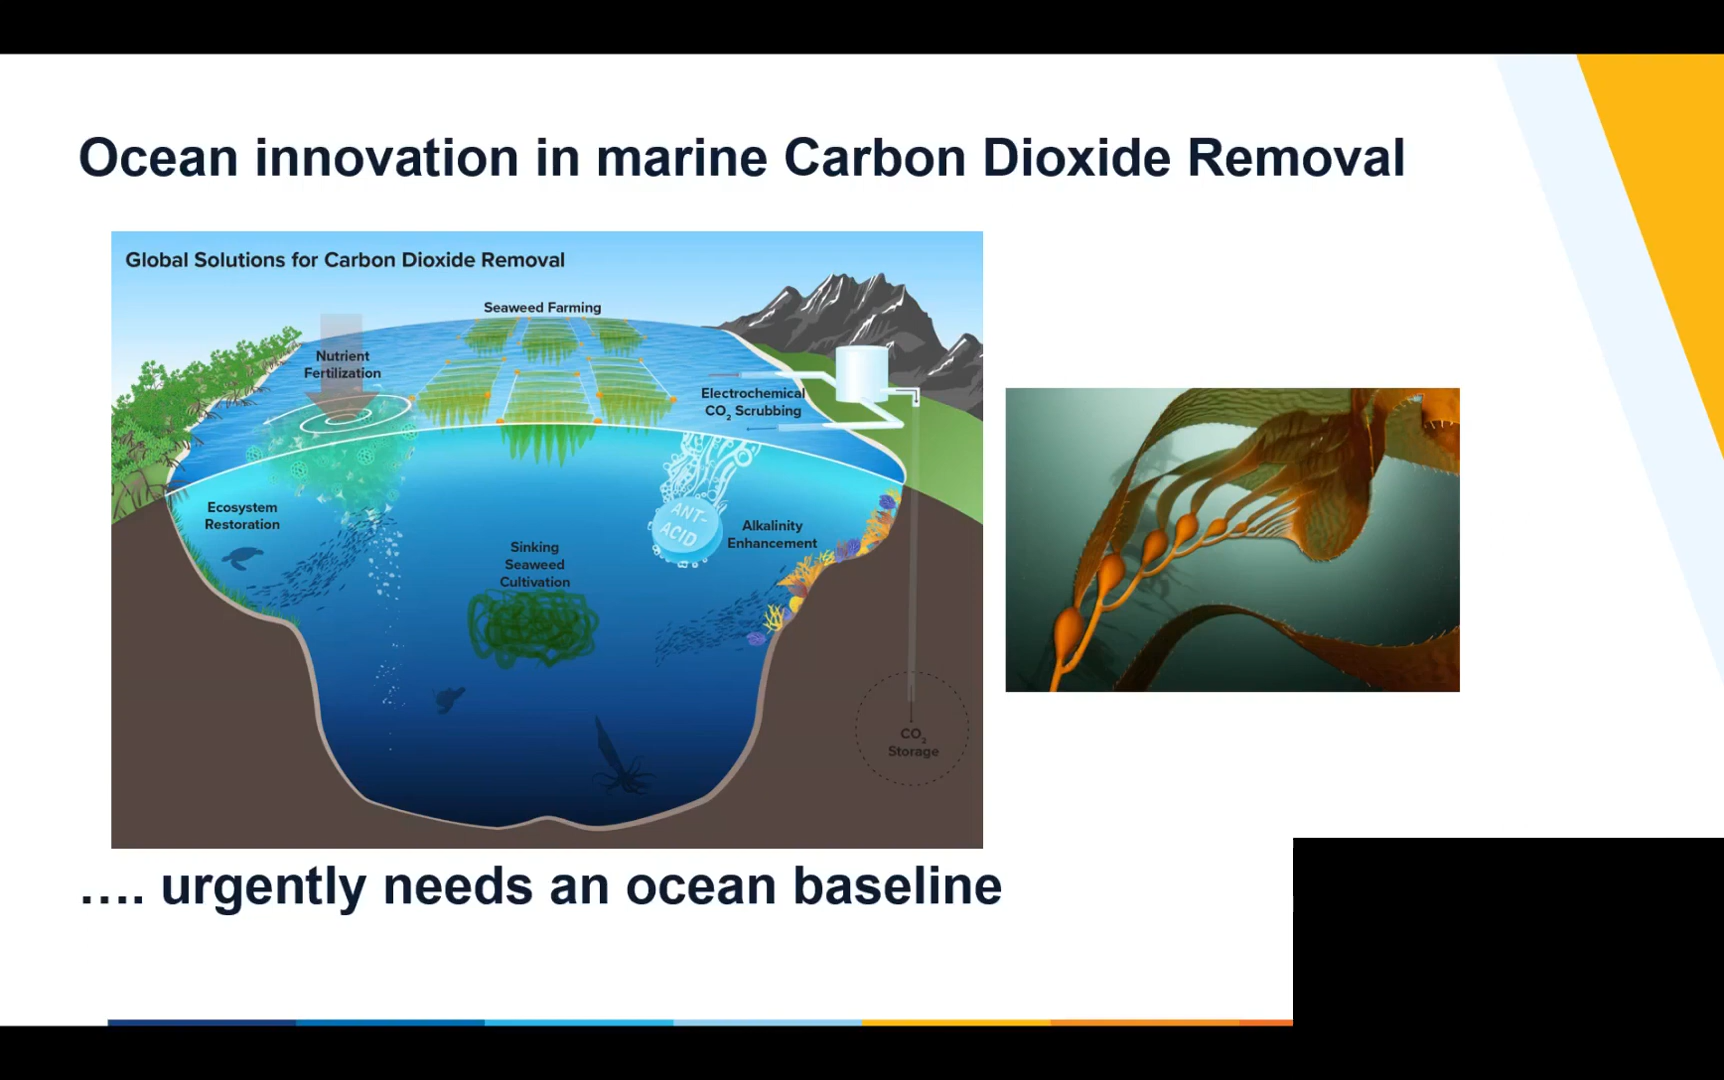 Ocean innovation in marine Carbon Dioxide Removal
Global Solutions for Carbon Dioxide Removal
Seaweed Farming
Nutrient
Fertilization
Electrochemical
CO₂ Scrubbing
Ecosystem
Restoration
ANT-
ACID
Alkalinity
Enhancement
Sinking
Seaweed
Cultivation
CO₂
Storage
.... urgently needs an ocean baseline